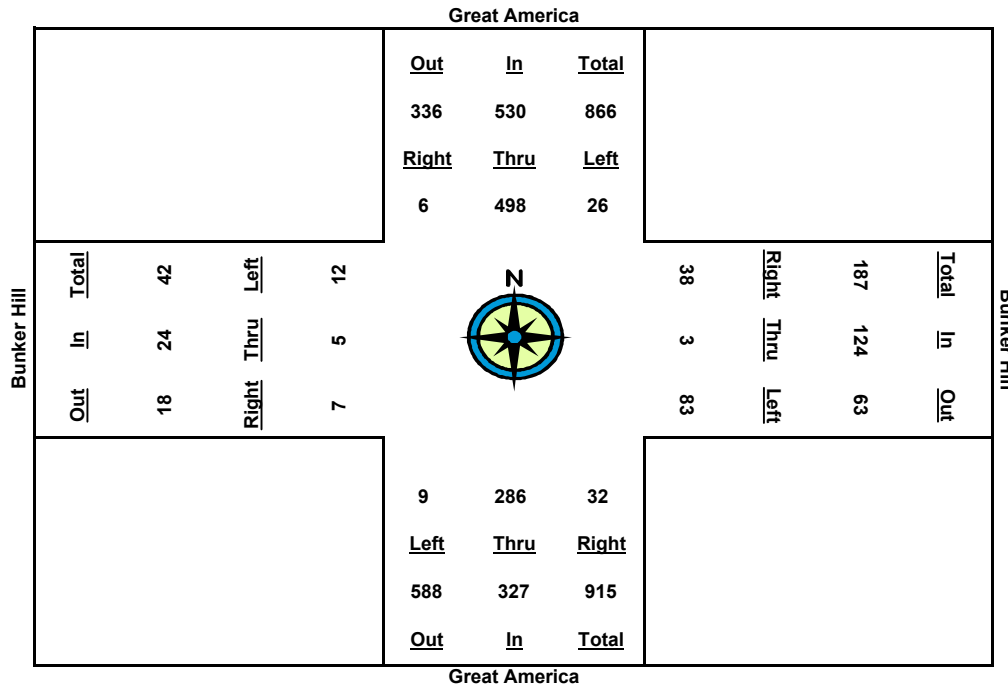 Great America
Out In Total
336 530 866
Right Thru Left
6 498 26
Bunker Hill
Total 42 Left 12
In 24 Thru 5
Out 18 Right 7
N
38 Right 187 Total
3 Thru 124 In
83 Left 63 Out
Bunker Hill
9 286 32
Left Thru Right
588 327 915
Out In Total
Great America